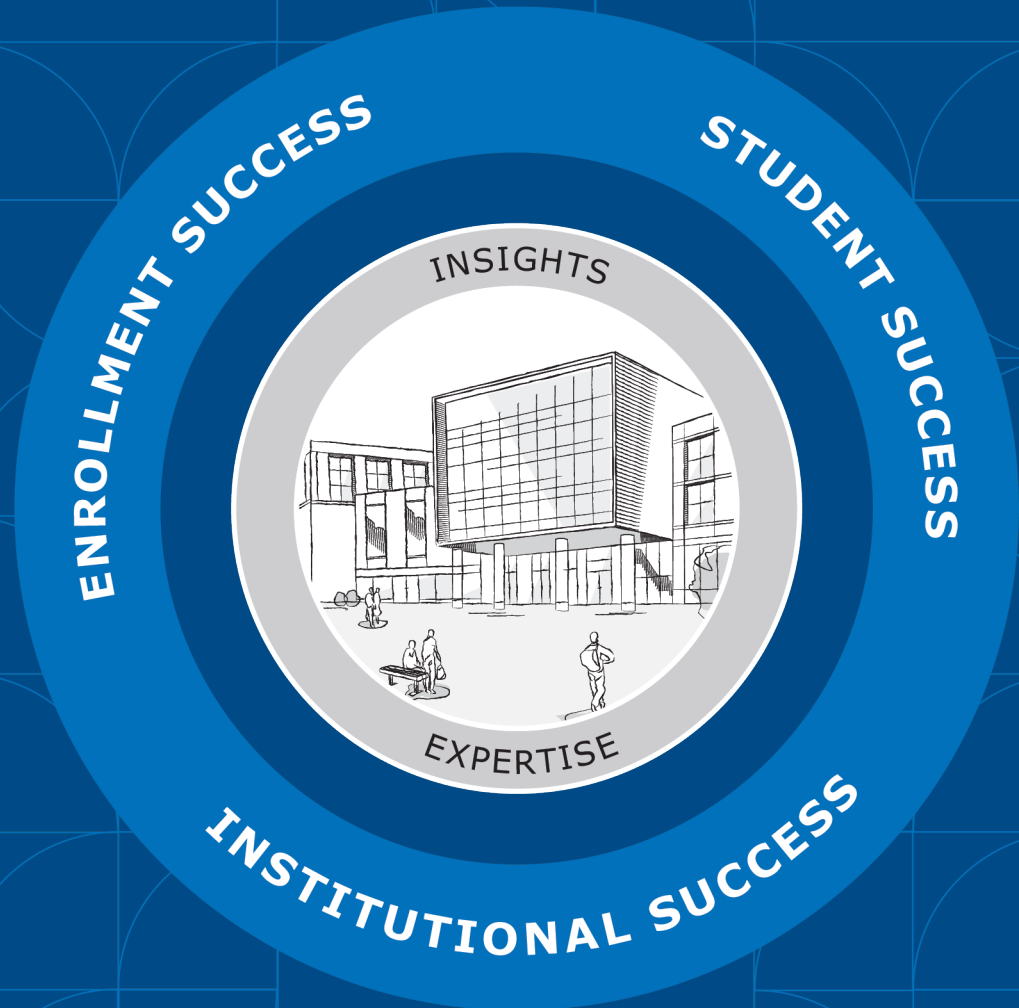 ENROLLMENT SUCCESS
STUDENT SUCCESS
INSIGHTS
EXPERTISE
INSTITUTIONAL SUCCESS